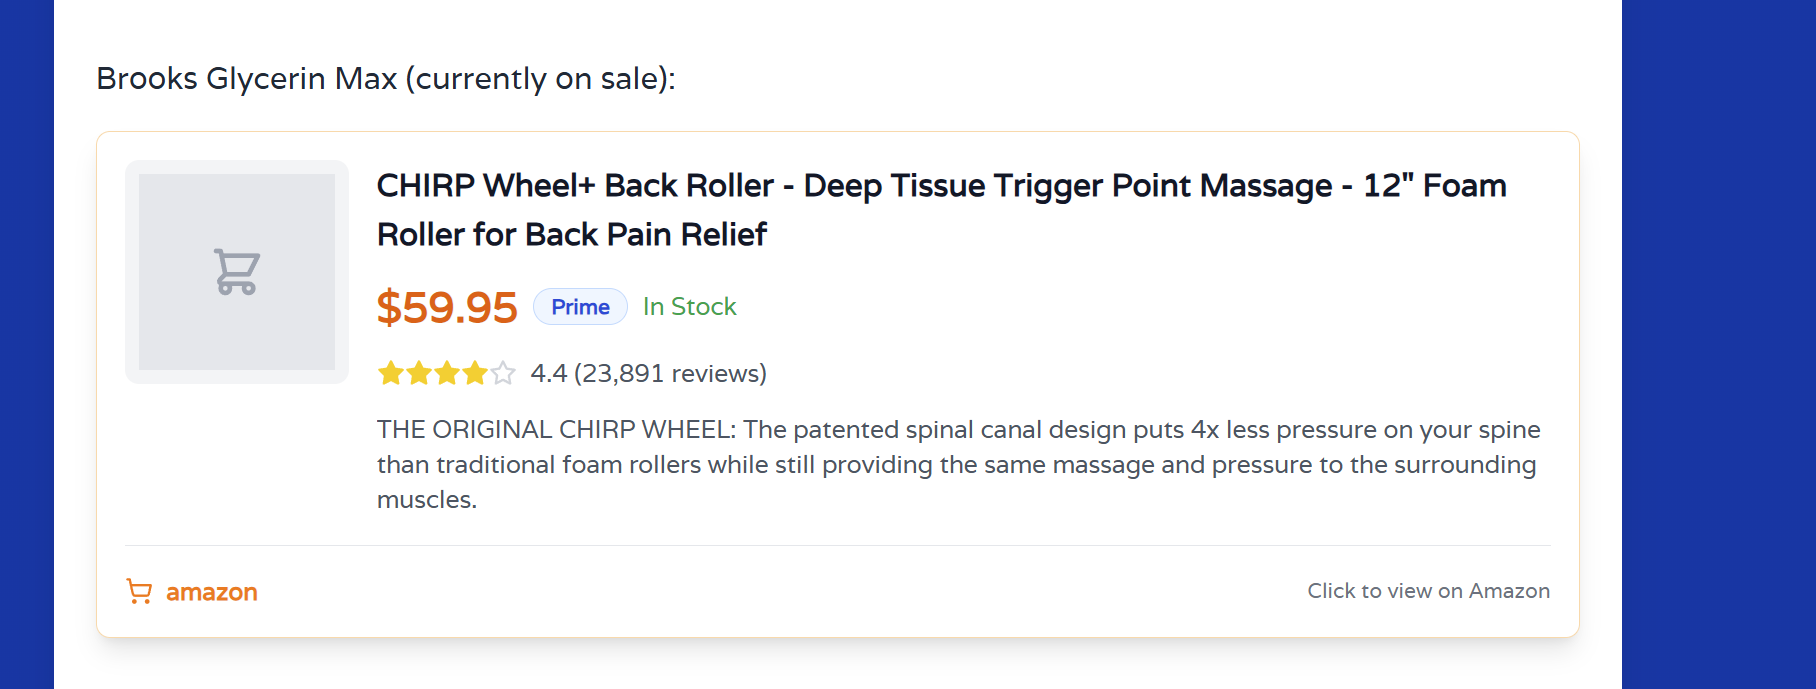 Brooks Glycerin Max (currently on sale):
CHIRP Wheel+ Back Roller - Deep Tissue Trigger Point Massage - 12" Foam
Roller for Back Pain Relief
$59.95 Prime In Stock
4.4 (23,891 reviews)
THE ORIGINAL CHIRP WHEEL: The patented spinal canal design puts 4x less pressure on your spine
than traditional foam rollers while still providing the same massage and pressure to the surrounding
muscles.
amazon
Click to view on Amazon